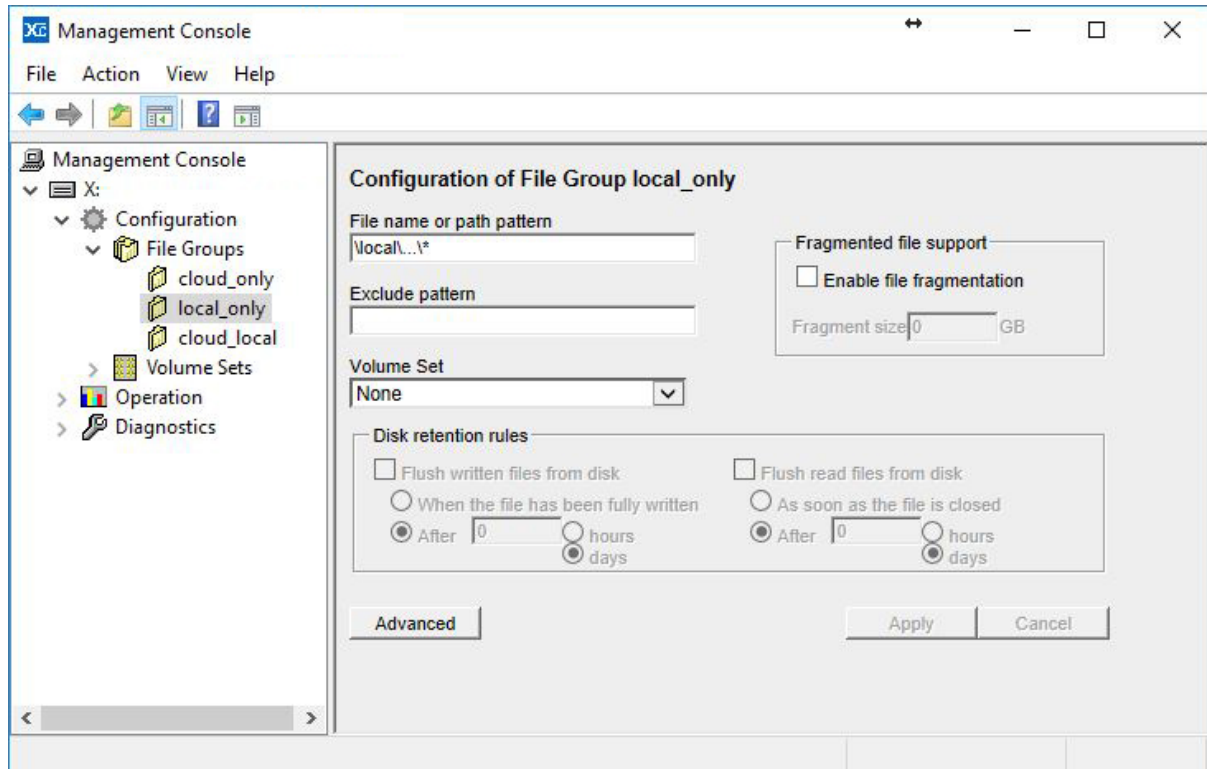 XC Management Console
File Action View Help
Management Console
X:
Configuration
File Groups
cloud_only
local_only
cloud_local
Volume Sets
Operation
Diagnostics
Configuration of File Group local_only
File name or path pattern
\local\...\*
Exclude pattern
Volume Set
None
Fragmented file support
Enable file fragmentation
Fragment size 0 GB
Disk retention rules
Flush written files from disk
When the file has been fully written
After 0 hours
days
Flush read files from disk
As soon as the file is closed
After 0 hours
days
Advanced
Apply Cancel